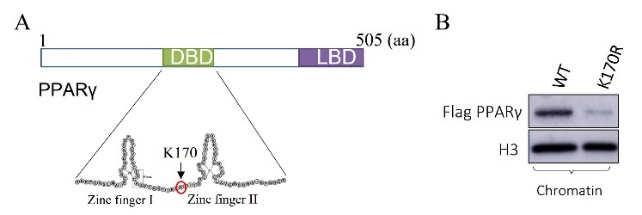 A
1
505 (aa)
DBD
LBD
PPARγ
K170
Zinc finger I
Zinc finger II
B
WT
K170R
Flag PPARγ
H3
Chromatin